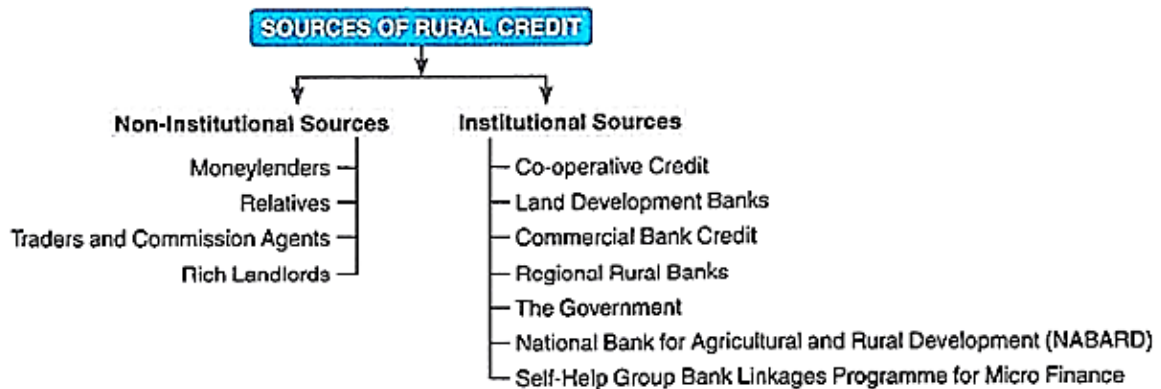 SOURCES OF RURAL CREDIT
Non-Institutional Sources
Moneylenders
Relatives
Traders and Commission Agents
Rich Landlords
Institutional Sources
Co-operative Credit
Land Development Banks
Commercial Bank Credit
Regional Rural Banks
The Government
National Bank for Agricultural and Rural Development (NABARD)
Self-Help Group Bank Linkages Programme for Micro Finance